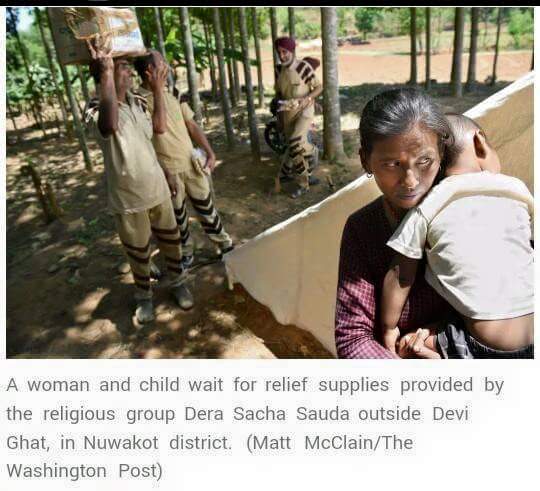 A woman and child wait for relief supplies provided by
the religious group Dera Sacha Sauda outside Devi
Ghat, in Nuwakot district. (Matt McClain/The
Washington Post)